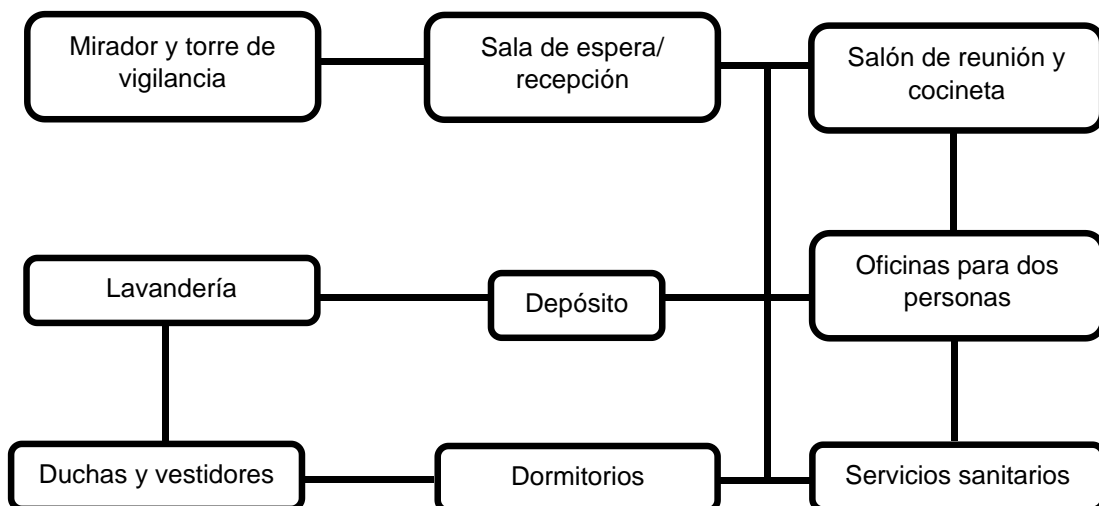 Mirador y torre de
vigilancia
Sala de espera/
recepción
Salón de reunión y
cocineta
Lavandería
Depósito
Oficinas para dos
personas
Duchas y vestidores
Dormitorios
Servicios sanitarios